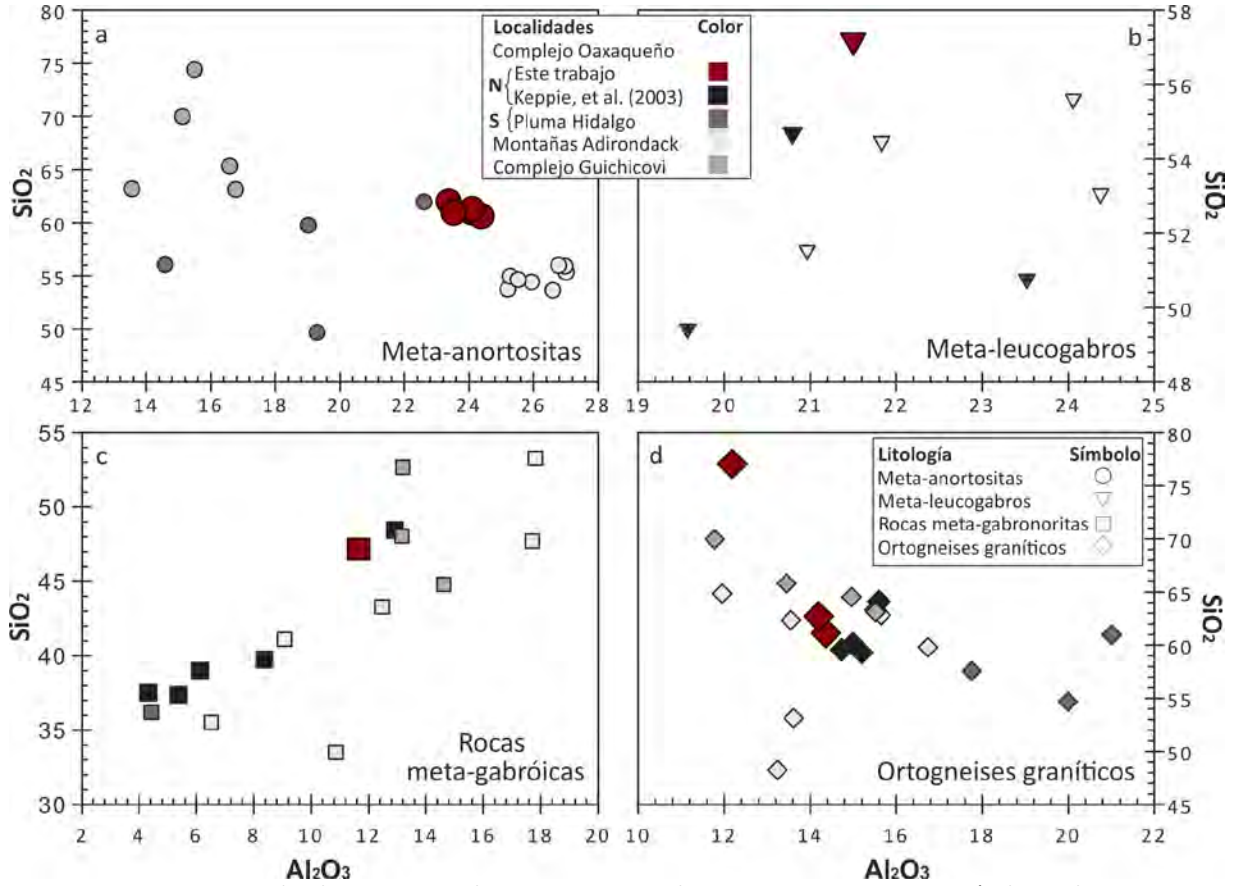 a
Localidades Color
Complejo Oaxaqueño
N { Este trabajo
Keppie, et al. (2003)
S { Pluma Hidalgo
Montañas Adirondack
Complejo Guichicovi
SiO₂
80
75
70
65
60
55
50
45
12 14 16 18 20 22 24 26 28
Meta-anortositas
b
58
56
54
52
50
48
SiO₂
19 20 21 22 23 24 25
Meta-leucogabros
c
SiO₂
55
50
45
40
35
30
2 4 6 8 10 12 14 16 18 20
Rocas
meta-gabróicas
Al₂O₃
d
Litología Símbolo
Meta-anortositas
Meta-leucogabros
Rocas meta-gabronoritas
Ortogneises graníticos
80
75
70
65
60
55
50
45
SiO₂
10 12 14 16 18 20 22
Ortogneises graníticos
Al₂O₃